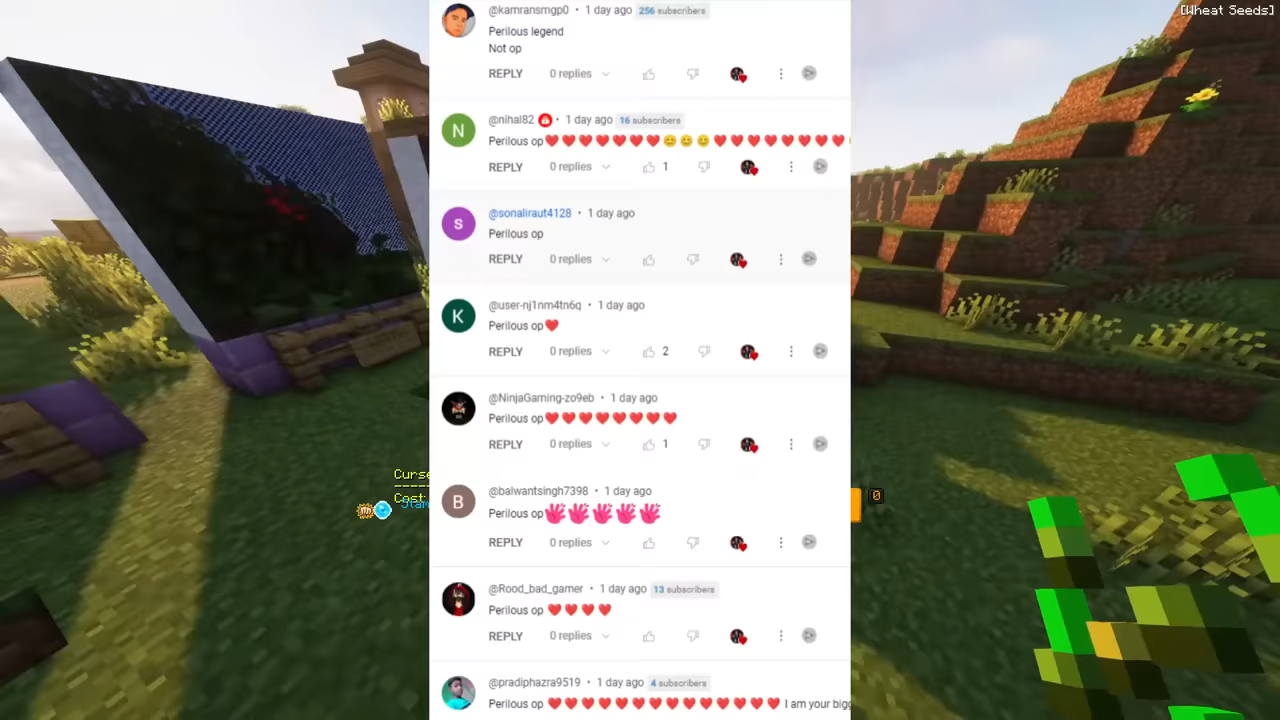 [Wheat Seeds]
@kamransmgp0 • 1 day ago 256 subscribers
Perilous legend
Not op
REPLY 0 replies
N
@nihal82 • 1 day ago 16 subscribers
Perilous op❤️❤️❤️❤️❤️❤️❤️😊😊😊❤️❤️❤️❤️❤️❤️❤️❤️
REPLY 0 replies 1
S
@sonaliraut4128 • 1 day ago
Perilous op
REPLY 0 replies
K
@user-nj1nm4tn6q • 1 day ago
Perilous op❤️
REPLY 0 replies 2
@NinjaGaming-zo9eb • 1 day ago
Perilous op❤️❤️❤️❤️❤️❤️❤️❤️
REPLY 0 replies 1
Curse
Cost:
0
B
@balwantsingh7398 • 1 day ago
Perilous op
REPLY 0 replies
@Rood_bad_gamer • 1 day ago 13 subscribers
Perilous op ❤️❤️❤️❤️
REPLY 0 replies
@pradiphazra9519 • 1 day ago 4 subscribers
Perilous op ❤️❤️❤️❤️❤️❤️❤️❤️❤️❤️❤️❤️❤️❤️ I am your bigg